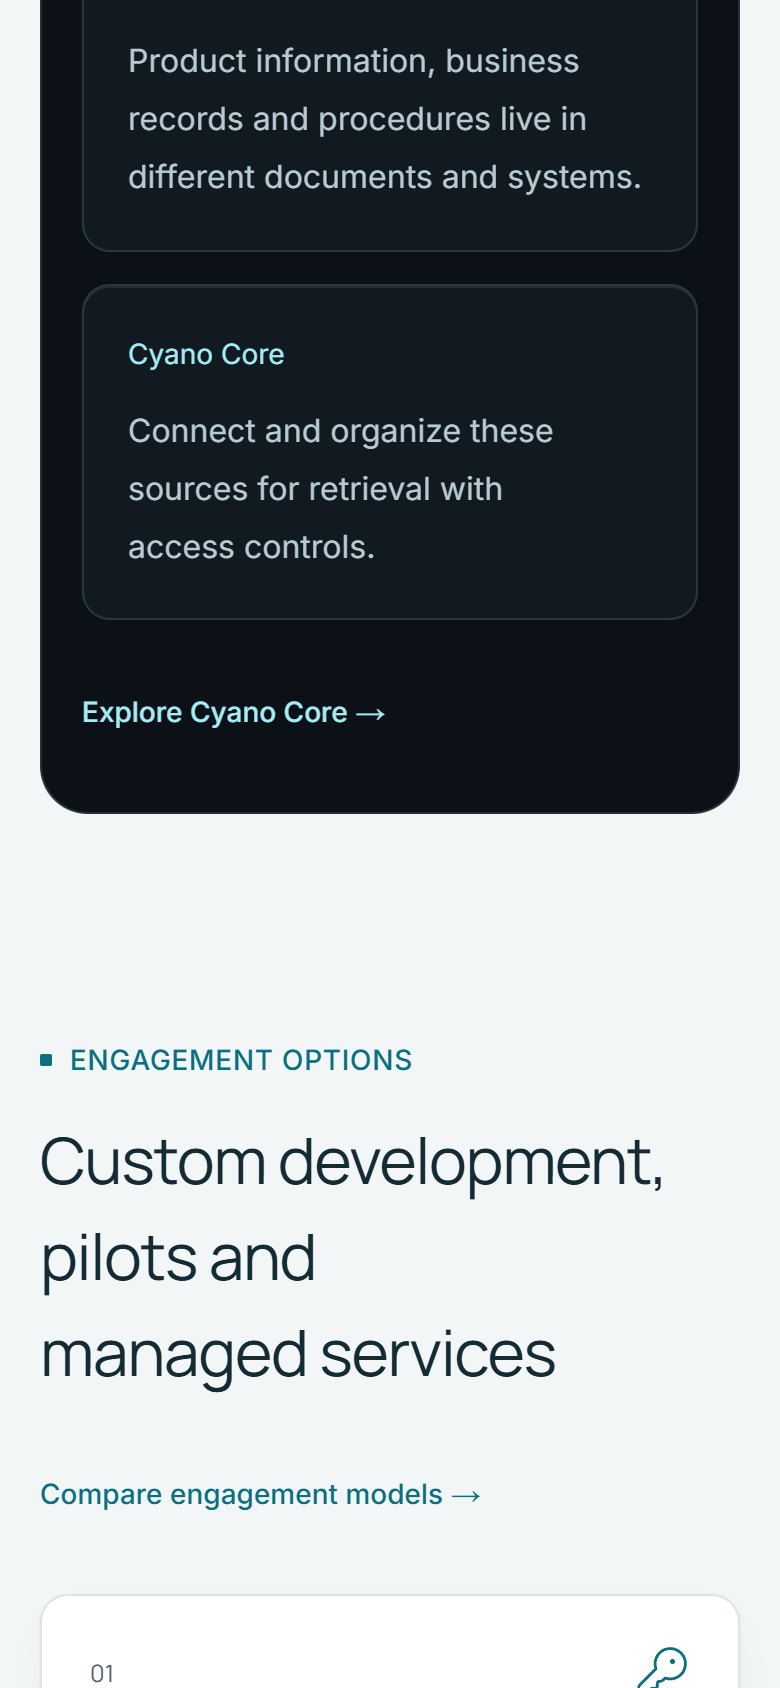 Product information, business
records and procedures live in
different documents and systems.
Cyano Core
Connect and organize these
sources for retrieval with
access controls.
Explore Cyano Core →
ENGAGEMENT OPTIONS
Custom development,
pilots and
managed services
Compare engagement models →
01